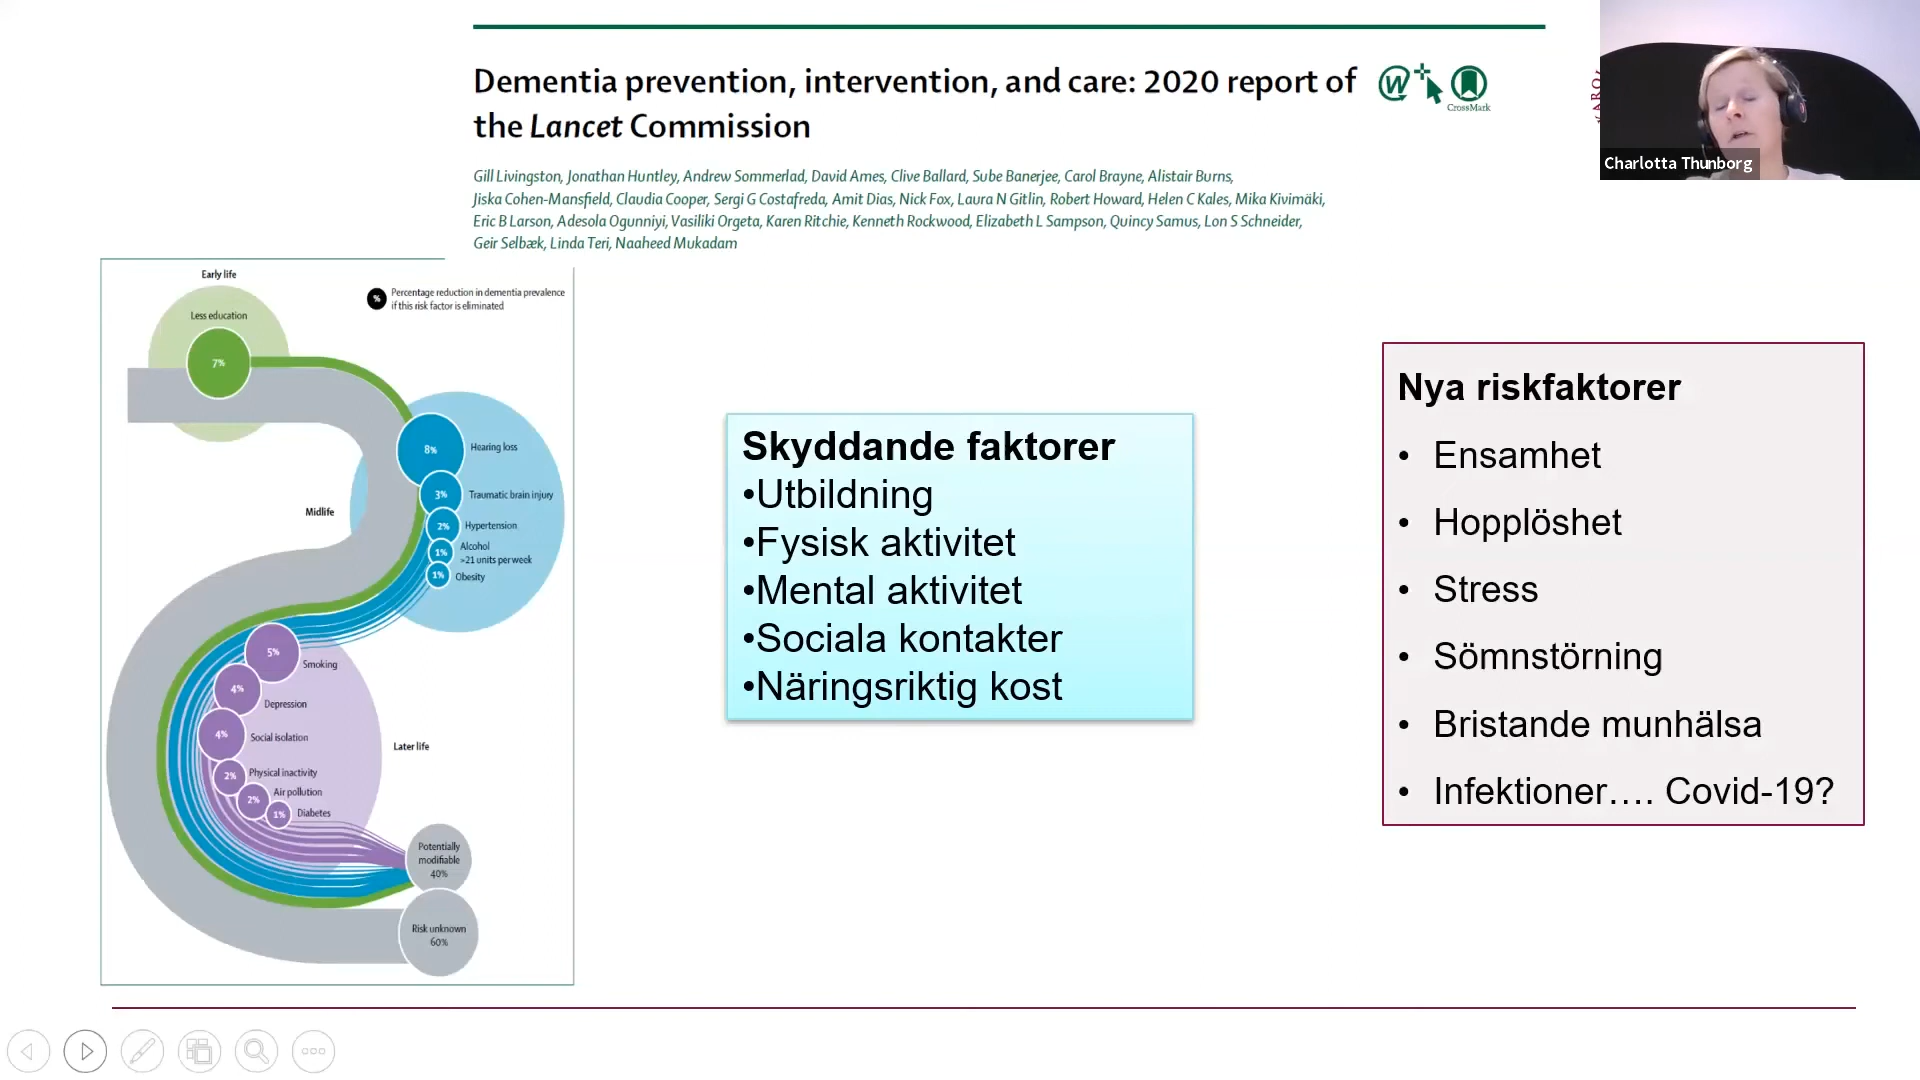 Dementia prevention, intervention, and care: 2020 report of
the Lancet Commission
CrossMark
Charlotta Thunborg
Gill Livingston, Jonathan Huntley, Andrew Sommerlad, David Ames, Clive Ballard, Sube Banerjee, Carol Brayne, Alistair Burns,
Jiska Cohen-Mansfield, Claudia Cooper, Sergi G Costafreda, Amit Dias, Nick Fox, Laura N Gitlin, Robert Howard, Helen C Kales, Mika Kivimäki,
Eric B Larson, Adesola Ogunniyi, Vasiliki Orgeta, Karen Ritchie, Kenneth Rockwood, Elizabeth L Sampson, Quincy Samus, Lon S Schneider,
Geir Selbæk, Linda Teri, Naaheed Mukadam
Early life
% Percentage reduction in dementia prevalence
if this risk factor is eliminated
Less education
7%
8% Hearing loss
3% Traumatic brain injury
Midlife
2% Hypertension
1% Alcohol
>21 units per week
1% Obesity
5% Smoking
4% Depression
4% Social isolation
Later life
2% Physical inactivity
2% Air pollution
1% Diabetes
Potentially
modifiable
40%
Risk unknown
60%
Skyddande faktorer
•Utbildning
•Fysisk aktivitet
•Mental aktivitet
•Sociala kontakter
•Näringsriktig kost
Nya riskfaktorer
• Ensamhet
• Hopplöshet
• Stress
• Sömnstörning
• Bristande munhälsa
• Infektioner…. Covid-19?